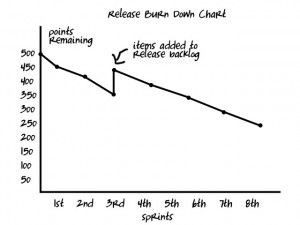 Release Burn Down Chart
points
Remaining
items added to
Release backlog
500
450
400
350
300
250
200
150
100
50
1st 2nd 3rd 4th 5th 6th 7th 8th
sprints